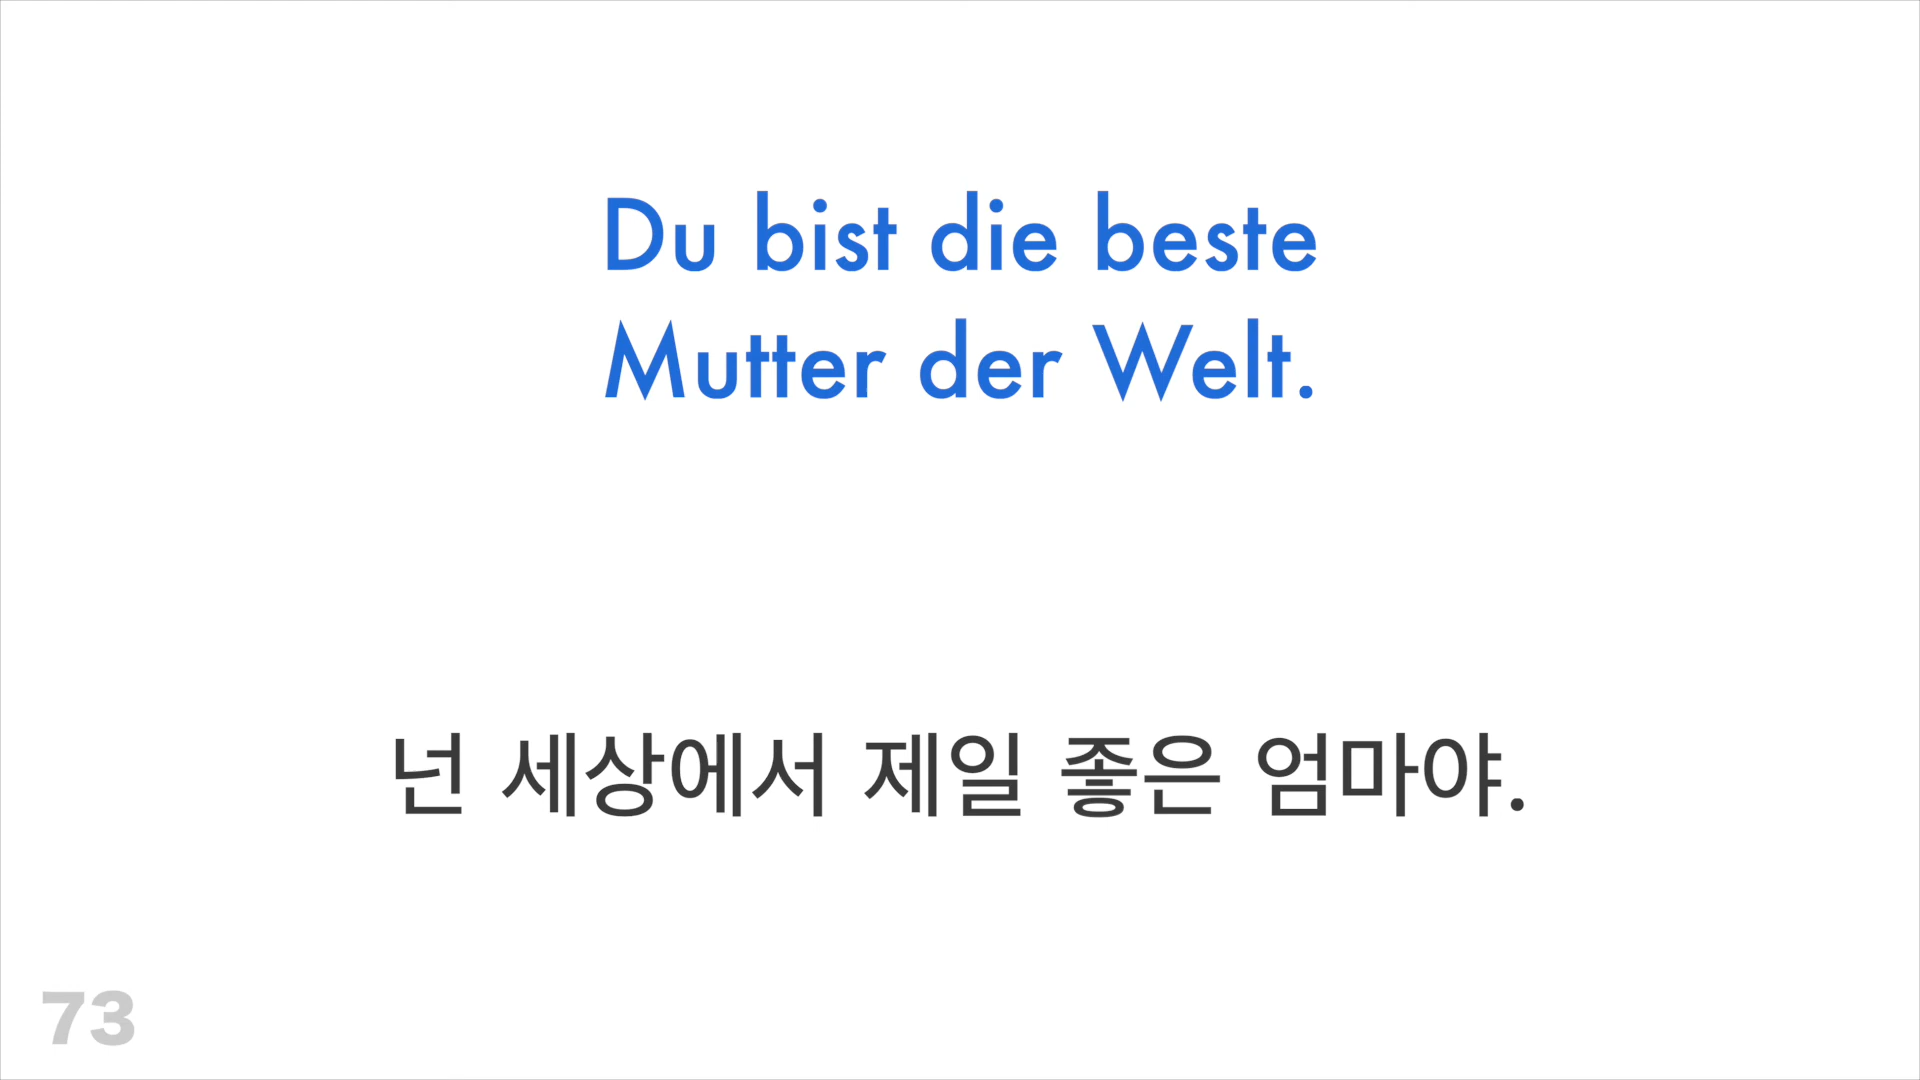 Du bist die beste
Mutter der Welt.
넌 세상에서 제일 좋은 엄마야.
73